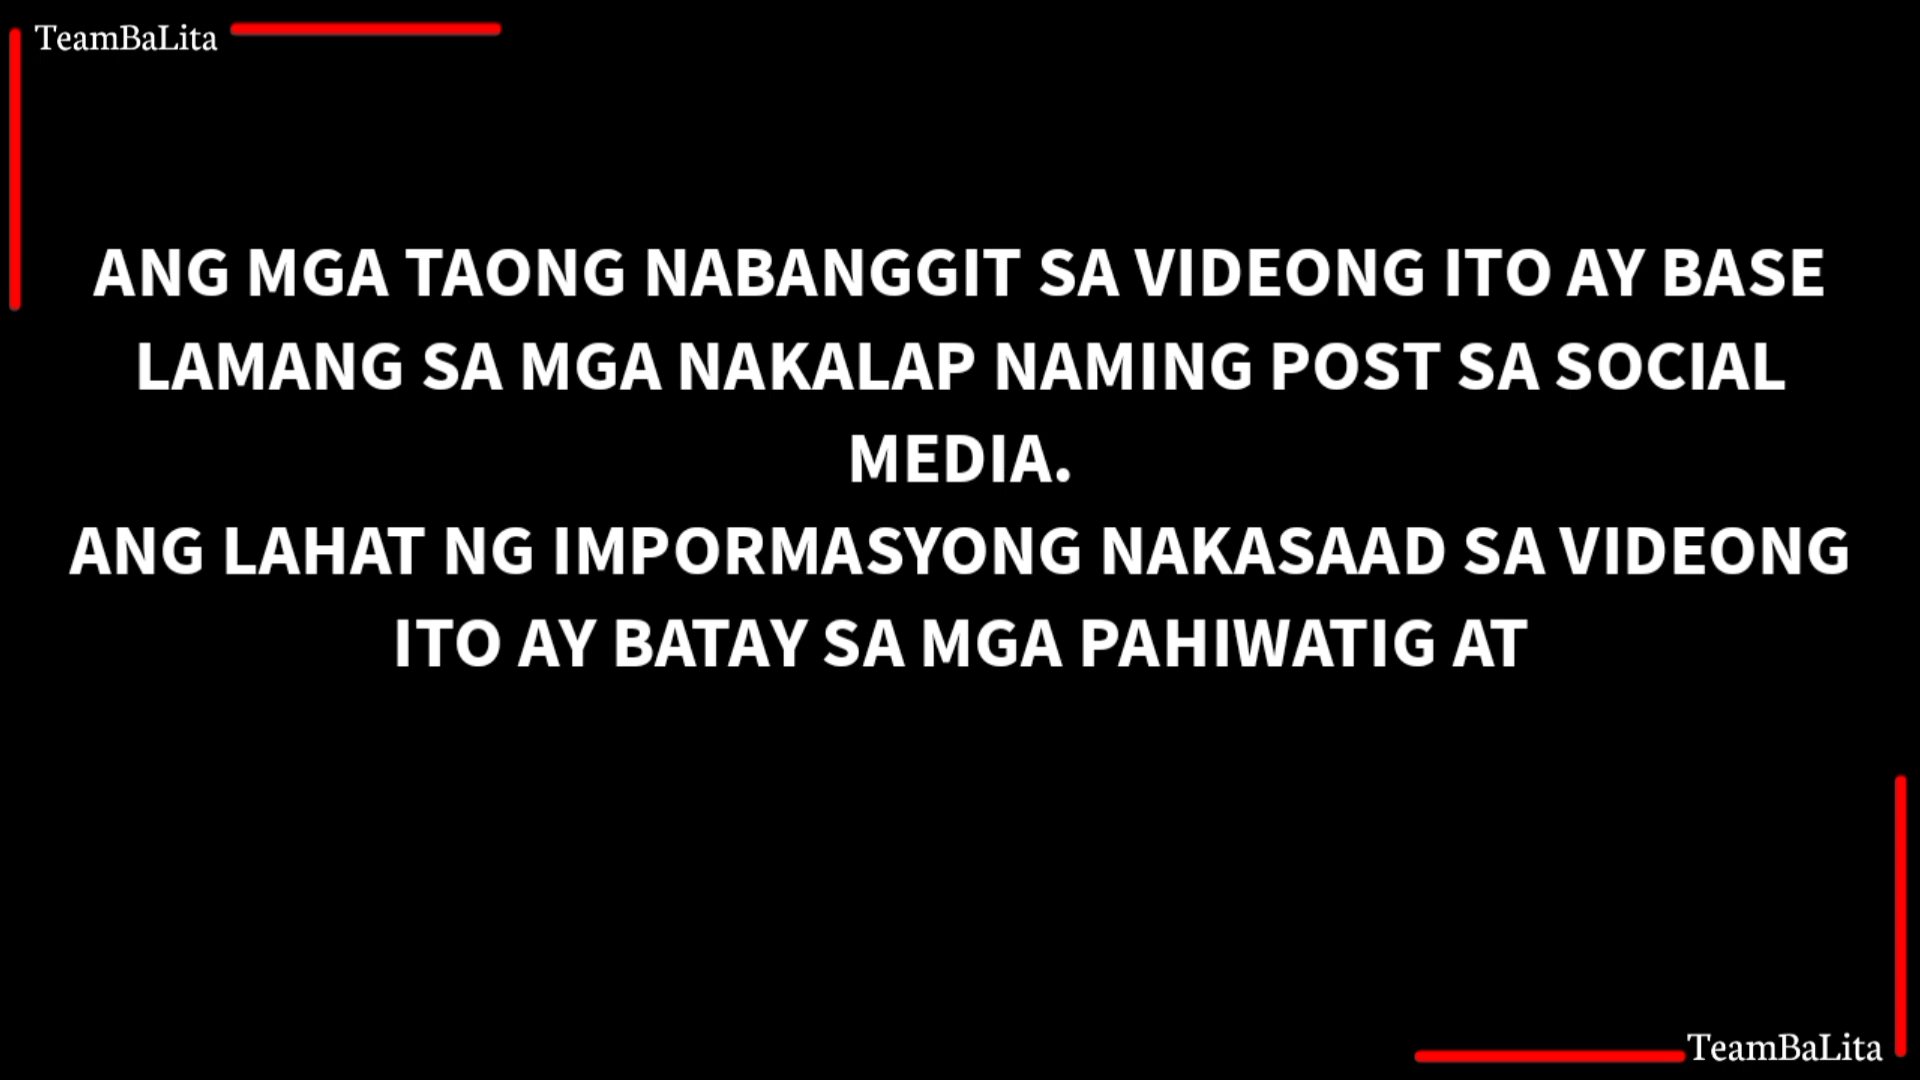 TeamBaLita
ANG MGA TAONG NABANGGIT SA VIDEONG ITO AY BASE
LAMANG SA MGA NAKALAP NAMING POST SA SOCIAL
MEDIA.
ANG LAHAT NG IMPORMASYONG NAKASAAD SA VIDEONG
ITO AY BATAY SA MGA PAHIWATIG AT
TeamBaLita